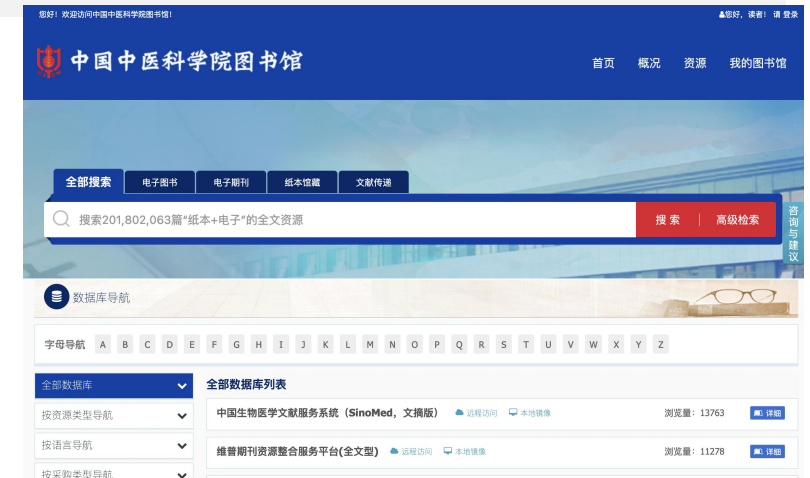 您好！欢迎访问中国中医科学院图书馆！
您好，读者！ 请 登录
中国中医科学院图书馆
首页 概况 资源 我的图书馆
全部搜索 电子图书 电子期刊 纸本馆藏 文献传递
搜索201,802,063篇“纸本+电子”的全文资源
搜 索 高级检索
咨询与建议
数据库导航
字母导航 A B C D E F G H I J K L M N O P Q R S T U V W X Y Z
全部数据库
按资源类型导航
按语言导航
按采购类型导航
全部数据库列表
中国生物医学文献服务系统（SinoMed，文摘版） 远程访问 本地镜像 浏览量：13763 详细
维普期刊资源整合服务平台(全文型) 远程访问 本地镜像 浏览量：11278 详细